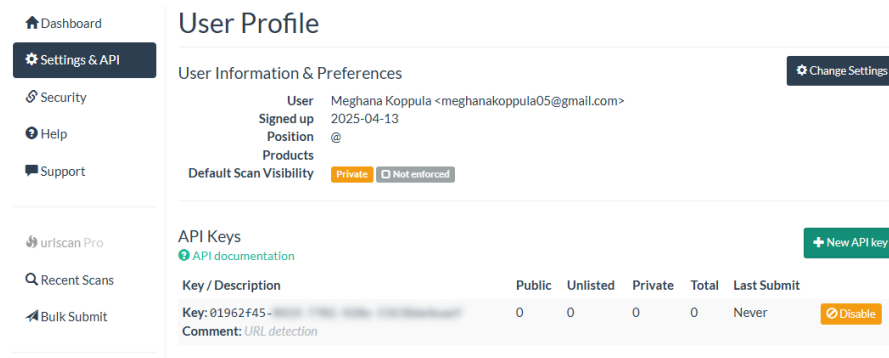 Dashboard
Settings & API
Security
Help
Support
urlscan Pro
Recent Scans
Bulk Submit
User Profile
User Information & Preferences
Change Settings
User Meghana Koppula <meghanakoppula05@gmail.com>
Signed up 2025-04-13
Position @
Products
Default Scan Visibility Private Not enforced
API Keys
API documentation
New API key
Key / Description Public Unlisted Private Total Last Submit
Key: 01962f45- 0 0 0 0 Never Disable
Comment: URL detection